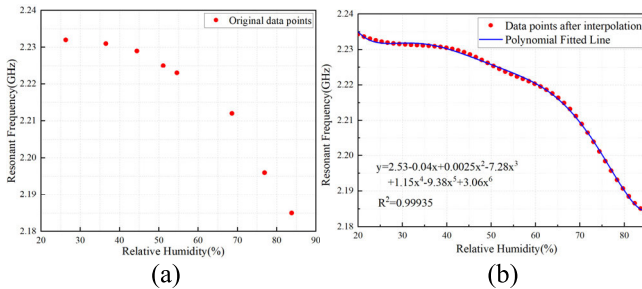 2.24
2.23
2.22
2.21
2.20
2.19
2.18
Resonant Frequency(GHz)
Original data points
20 30 40 50 60 70 80 90
Relative Humidity(%)
(a)
2.24
2.23
2.22
2.21
2.20
2.19
2.18
Resonant Frequency(GHz)
Data points after interpolation
Polynomial Fitted Line
y=2.53-0.04x+0.0025x²-7.28x³
+1.15x⁴-9.38x⁵+3.06x⁶
R²=0.99935
20 30 40 50 60 70 80
Relative Humidity(%)
(b)